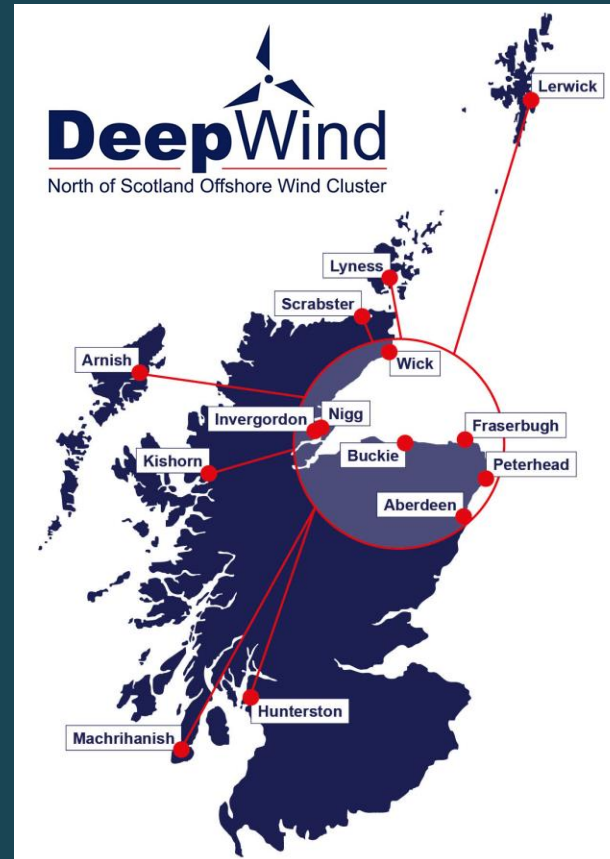 DeepWind
North of Scotland Offshore Wind Cluster
Lerwick
Lyness
Scrabster
Wick
Arnish
Nigg
Invergordon
Fraserbugh
Buckie
Kishorn
Peterhead
Aberdeen
Hunterston
Machrihanish